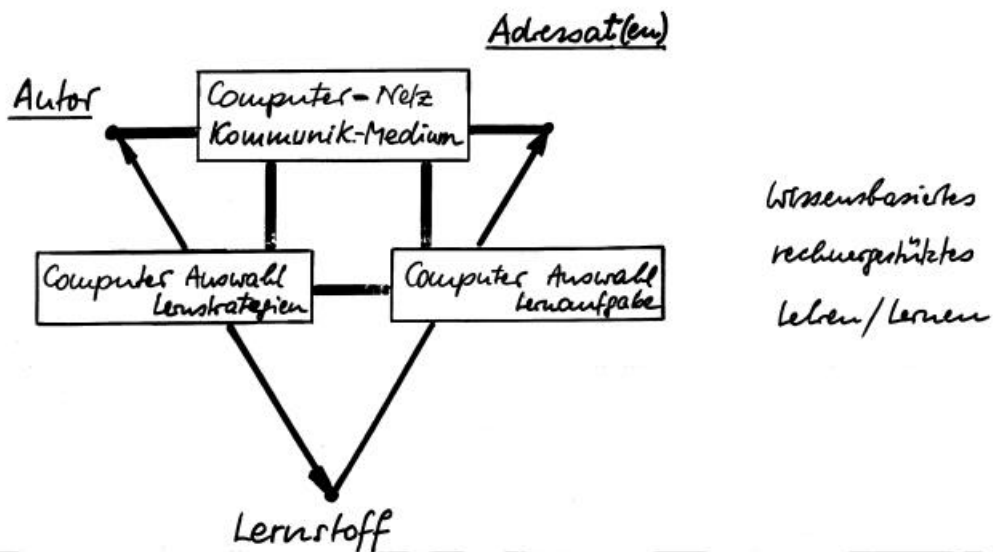 Adressat(en)
Autor
Computer-Netz
Kommunik.-Medium
Computer Auswahl
Lernstrategien
Computer Auswahl
Lernaufgabe
wissensbasiertes
rechnergestütztes
Lehren/Lernen
Lernstoff